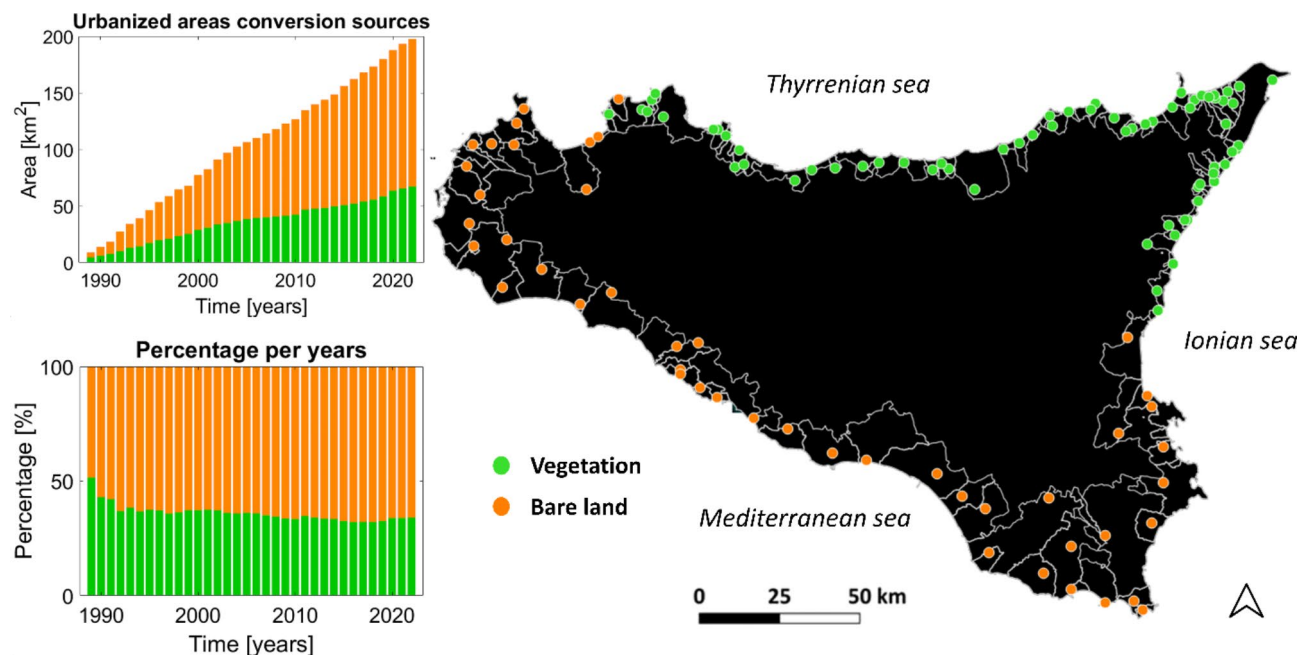 Urbanized areas conversion sources
Area [km²]
200
150
100
50
0
1990
2000
2010
2020
Time [years]
Percentage per years
Percentage [%]
100
50
0
1990
2000
2010
2020
Time [years]
Thyrrenian sea
Ionian sea
Mediterranean sea
Vegetation
Bare land
0 25 50 km